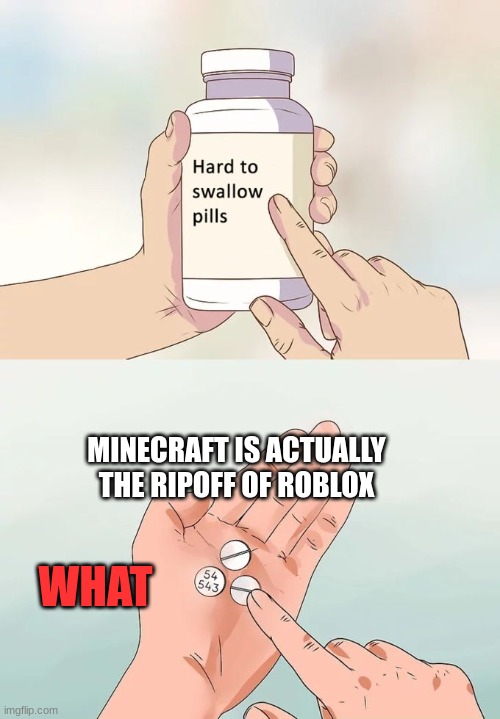 Hard to
swallow
pills
MINECRAFT IS ACTUALLY
THE RIPOFF OF ROBLOX
WHAT
54
543
imgflip.com